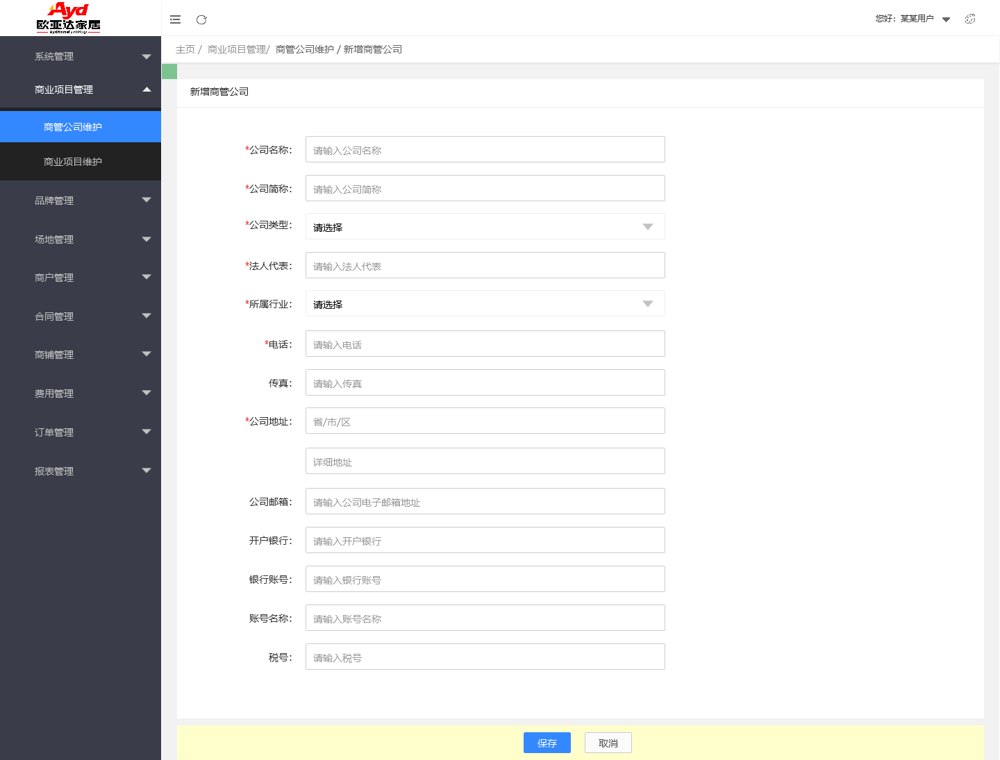 Ayd
欧亚达家居
AydHomeFurnishings
您好：某某用户
主页 / 商业项目管理/ 商管公司维护 / 新增商管公司
系统管理
商业项目管理
商管公司维护
商业项目维护
品牌管理
场地管理
商户管理
合同管理
商铺管理
费用管理
订单管理
报表管理
新增商管公司
*公司名称： 请输入公司名称
*公司简称： 请输入公司简称
*公司类型： 请选择
*法人代表： 请输入法人代表
*所属行业： 请选择
*电话： 请输入电话
传真： 请输入传真
*公司地址： 省/市/区
详细地址
公司邮箱： 请输入公司电子邮箱地址
开户银行： 请输入开户银行
银行账号： 请输入银行账号
账号名称： 请输入账号名称
税号： 请输入税号
保存 取消